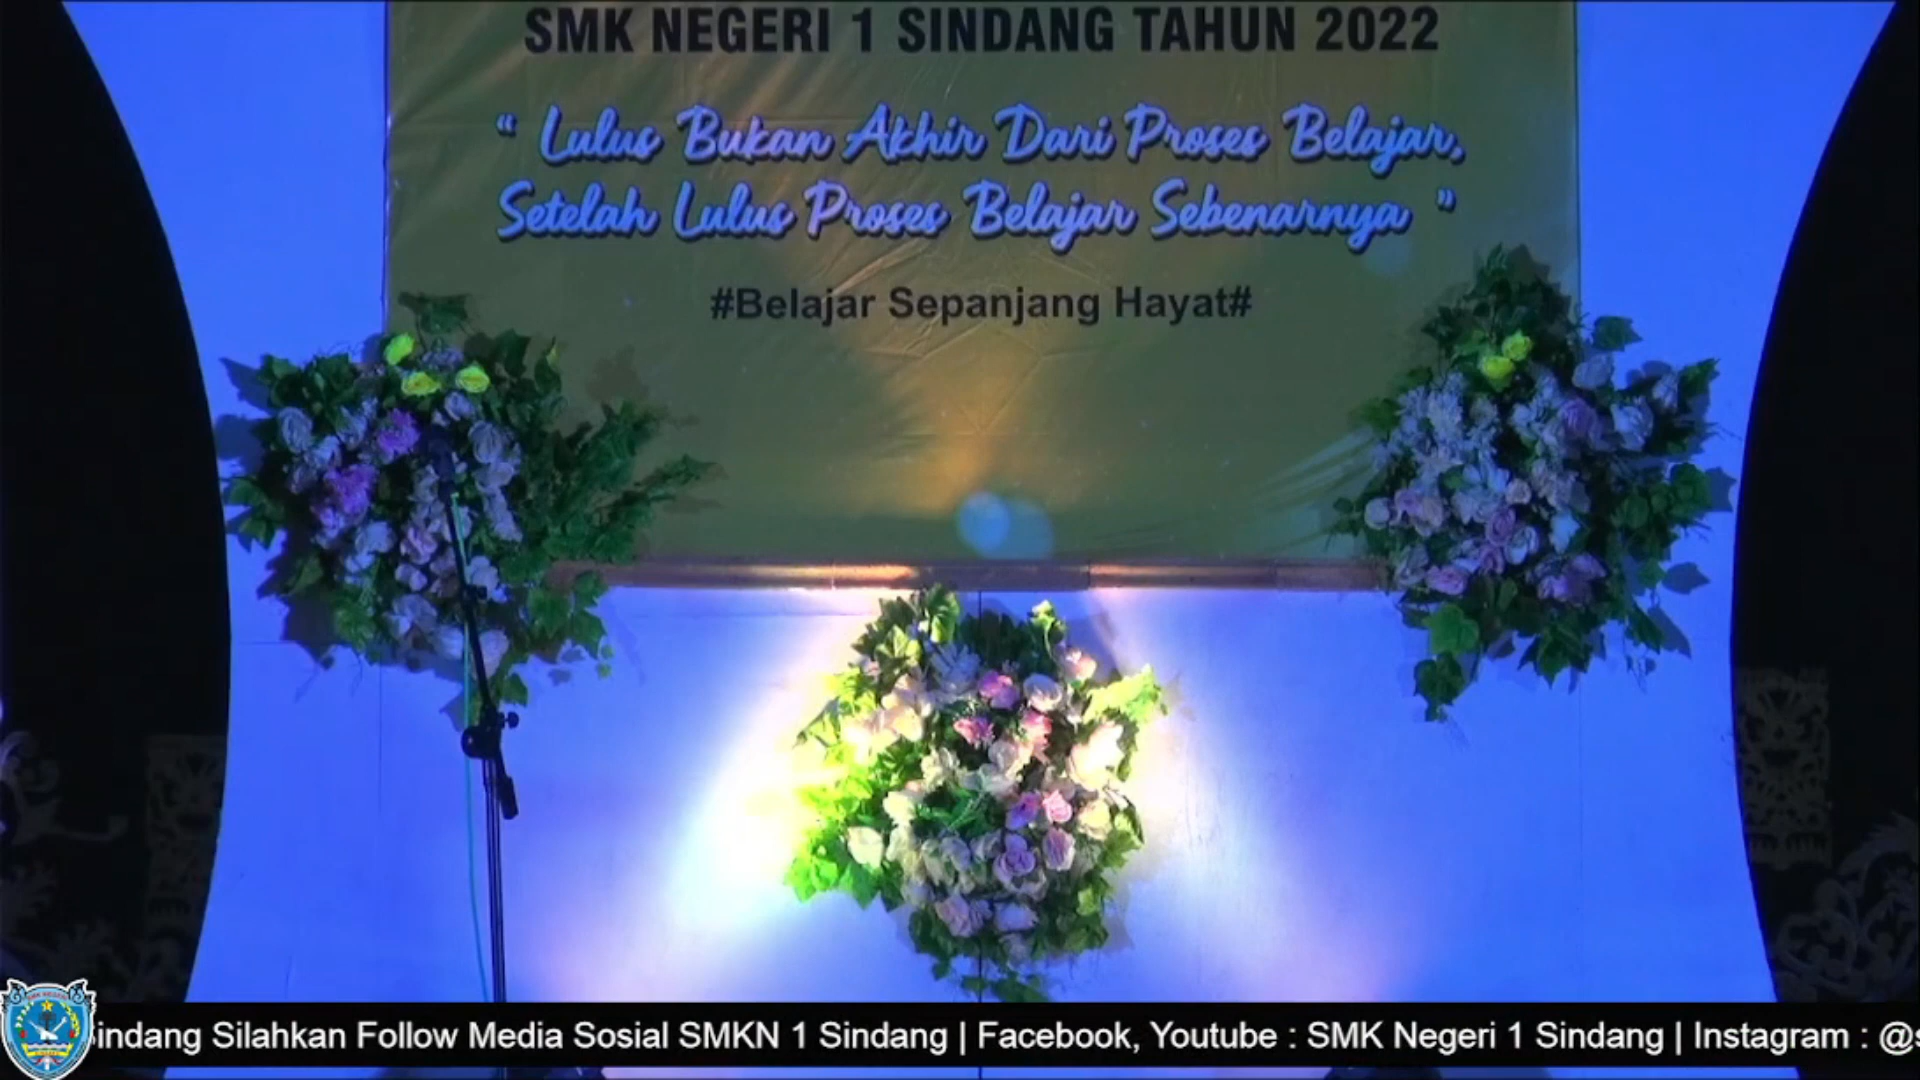 SMK NEGERI 1 SINDANG TAHUN 2022
“ Lulus Bukan Akhir Dari Proses Belajar,
Setelah Lulus Proses Belajar Sebenarnya ”
#Belajar Sepanjang Hayat#
indang Silahkan Follow Media Sosial SMKN 1 Sindang | Facebook, Youtube : SMK Negeri 1 Sindang | Instagram : @s